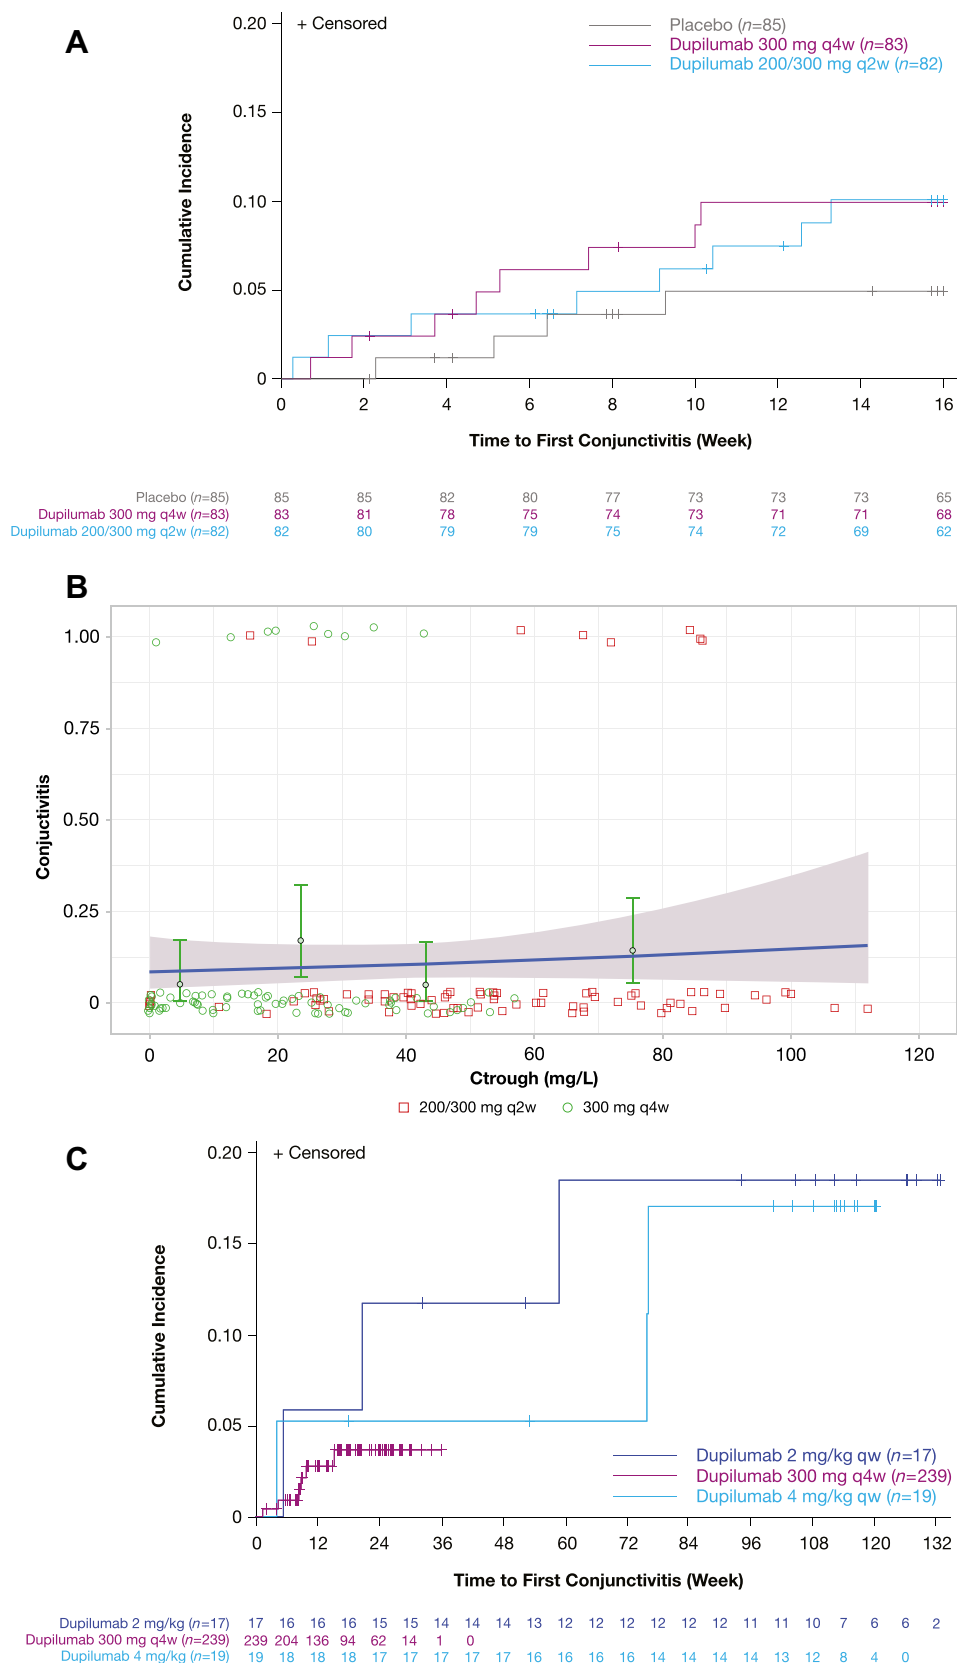 A
+ Censored
Placebo (n=85)
Dupilumab 300 mg q4w (n=83)
Dupilumab 200/300 mg q2w (n=82)
0.20
0.15
0.10
0.05
0
Cumulative Incidence
0 2 4 6 8 10 12 14 16
Time to First Conjunctivitis (Week)
Placebo (n=85) 85 85 82 80 77 73 73 73 65
Dupilumab 300 mg q4w (n=83) 83 81 78 75 74 73 71 71 68
Dupilumab 200/300 mg q2w (n=82) 82 80 79 79 75 74 72 69 62
B
1.00
0.75
0.50
0.25
0
Conjuctivitis
0 20 40 60 80 100 120
Ctrough (mg/L)
200/300 mg q2w 300 mg q4w
C
+ Censored
0.20
0.15
0.10
0.05
0
Cumulative Incidence
Dupilumab 2 mg/kg qw (n=17)
Dupilumab 300 mg q4w (n=239)
Dupilumab 4 mg/kg qw (n=19)
0 12 24 36 48 60 72 84 96 108 120 132
Time to First Conjunctivitis (Week)
Dupilumab 2 mg/kg (n=17) 17 16 16 16 15 15 14 14 14 13 12 12 12 12 12 12 11 11 10 7 6 6 2
Dupilumab 300 mg q4w (n=239) 239 204 136 94 62 14 1 0
Dupilumab 4 mg/kg (n=19) 19 18 18 18 17 17 17 17 17 16 16 16 16 14 14 14 14 13 12 8 4 0